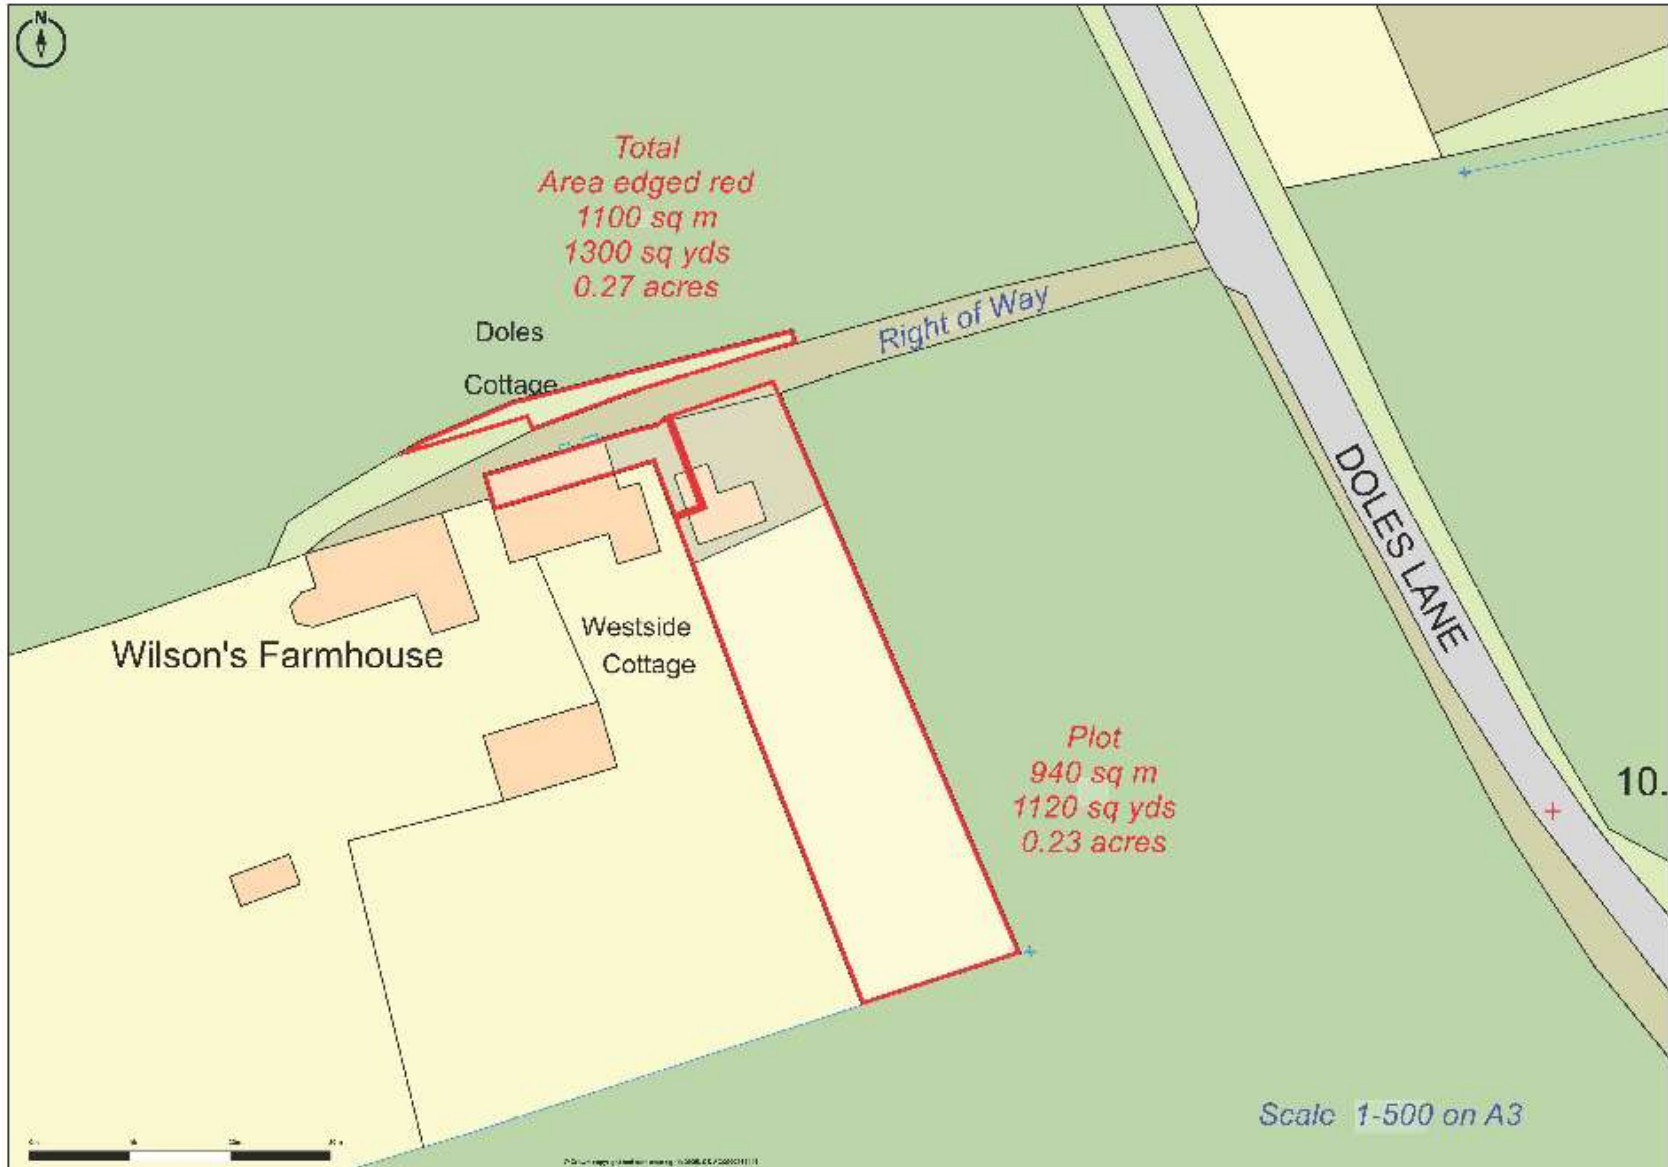 N
Total
Area edged red
1100 sq m
1300 sq yds
0.27 acres
Doles
Cottage
Right of Way
DOLES LANE
Wilson's Farmhouse
Westside
Cottage
Plot
940 sq m
1120 sq yds
0.23 acres
10.
Scale 1-500 on A3